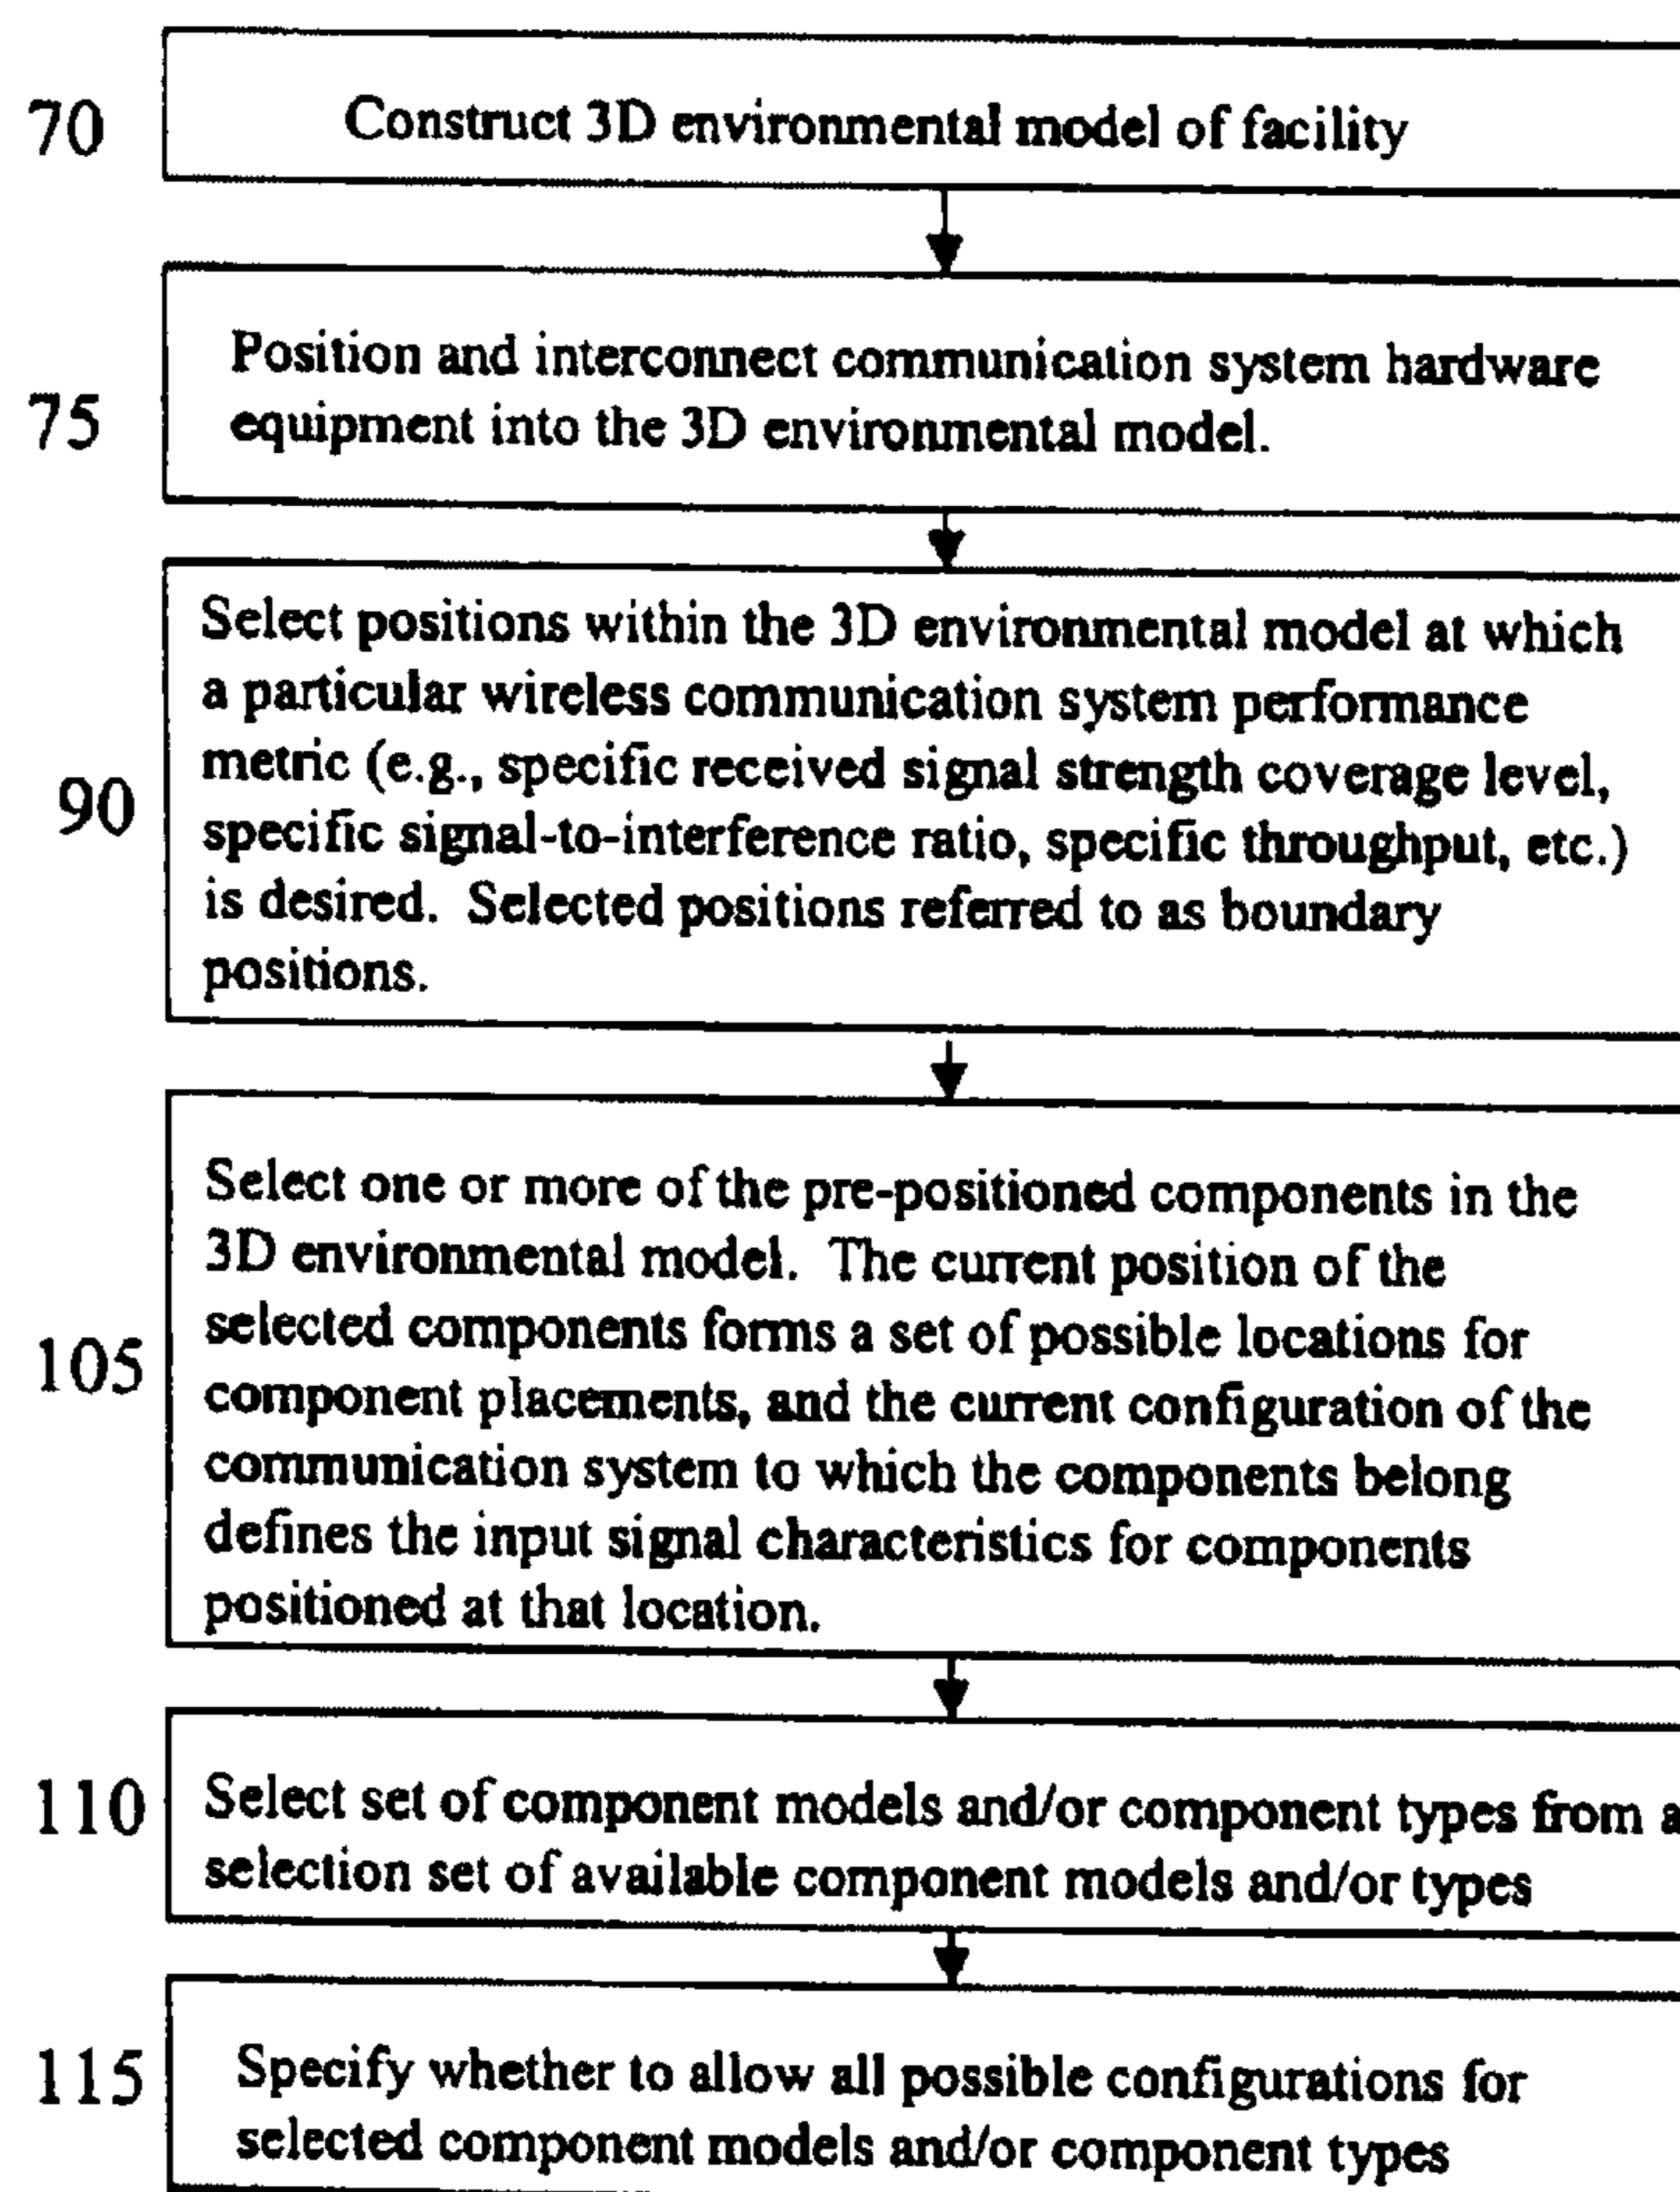 70
Construct 3D environmental model of facility
75
Position and interconnect communication system hardware
equipment into the 3D environmental model.
90
Select positions within the 3D environmental model at which
a particular wireless communication system performance
metric (e.g., specific received signal strength coverage level,
specific signal-to-interference ratio, specific throughput, etc.)
is desired. Selected positions referred to as boundary
positions.
105
Select one or more of the pre-positioned components in the
3D environmental model. The current position of the
selected components forms a set of possible locations for
component placements, and the current configuration of the
communication system to which the components belong
defines the input signal characteristics for components
positioned at that location.
110
Select set of component models and/or component types from a
selection set of available component models and/or types
115
Specify whether to allow all possible configurations for
selected component models and/or component types